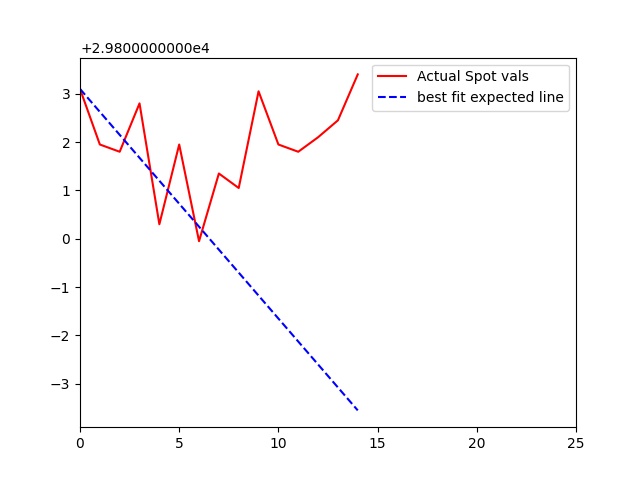 +2.9800000000e4
Actual Spot vals
best fit expected line
3
2
1
0
−1
−2
−3
0 5 10 15 20 25